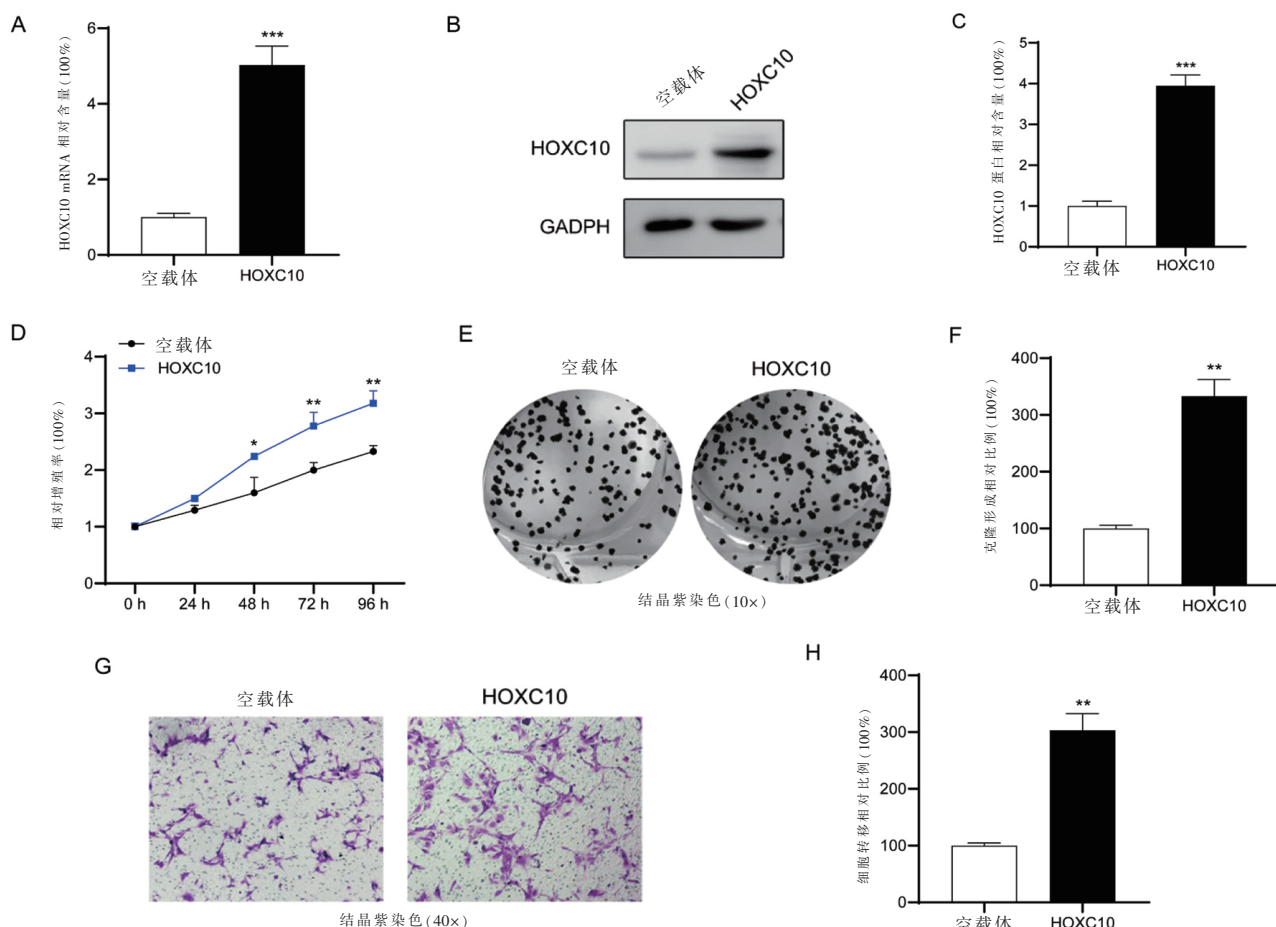 A
HOXC10 mRNA 相对含量(100%)
6
4
2
0
***
空载体
HOXC10
B
空载体
HOXC10
HOXC10
GADPH
C
HOXC10 蛋白相对含量(100%)
5
4
3
2
1
0
***
空载体
HOXC10
D
空载体
HOXC10
相对增殖率(100%)
4
3
2
1
0
*
**
**
0 h
24 h
48 h
72 h
96 h
E
空载体
HOXC10
结晶紫染色(10×)
F
克隆形成相对比例(100%)
400
300
200
100
0
**
空载体
HOXC10
G
空载体
HOXC10
结晶紫染色(40×)
H
细胞转移相对比例(100%)
400
300
200
100
0
**
空载体
HOXC10